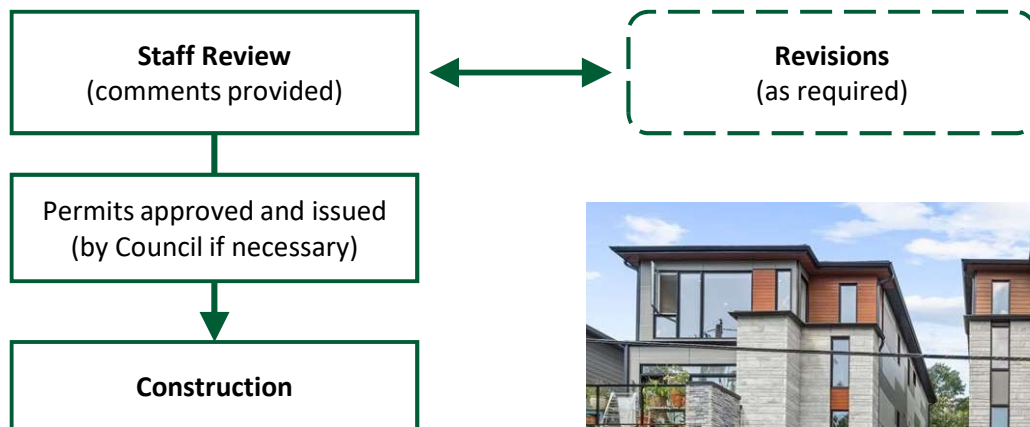 Staff Review
(comments provided)
Revisions
(as required)
Permits approved and issued
(by Council if necessary)
Construction